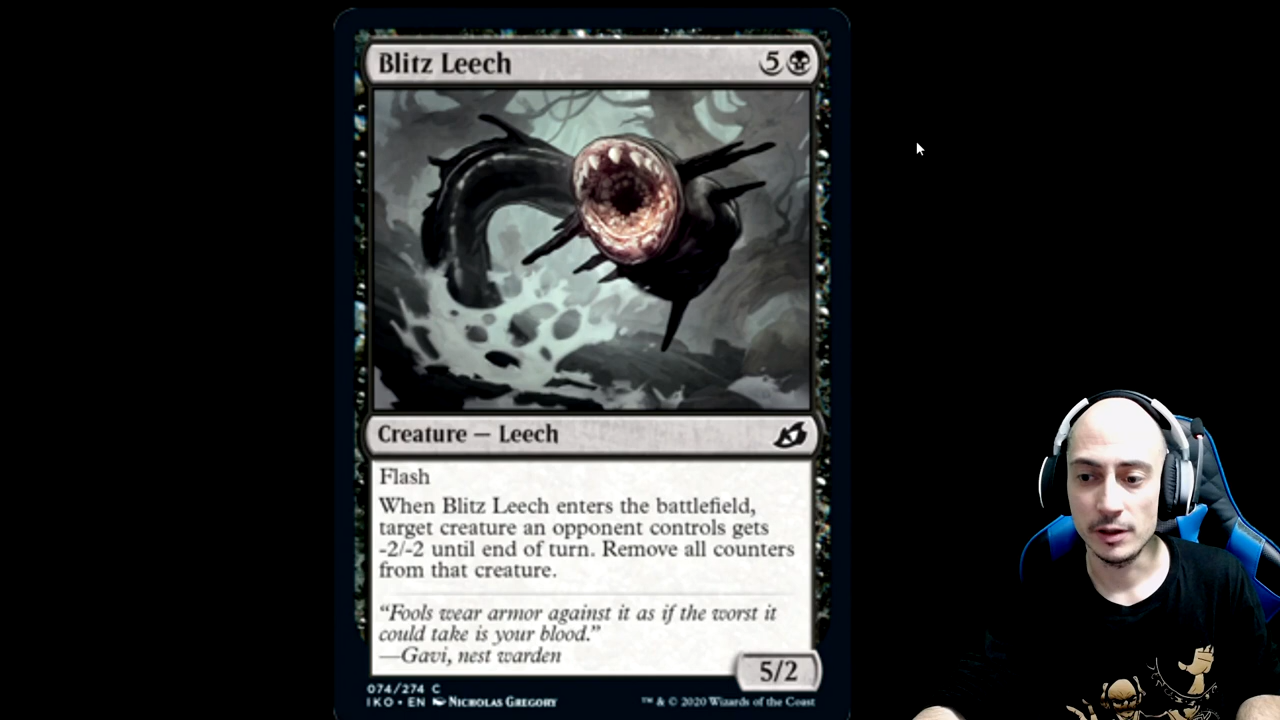 Blitz Leech 5
Creature — Leech
Flash
When Blitz Leech enters the battlefield,
target creature an opponent controls gets
-2/-2 until end of turn. Remove all counters
from that creature.
“Fools wear armor against it as if the worst it
could take is your blood.”
—Gavi, nest warden
5/2
074/274 C
IKO • EN Nicholas Gregory ™ & © 2020 Wizards of the Coast